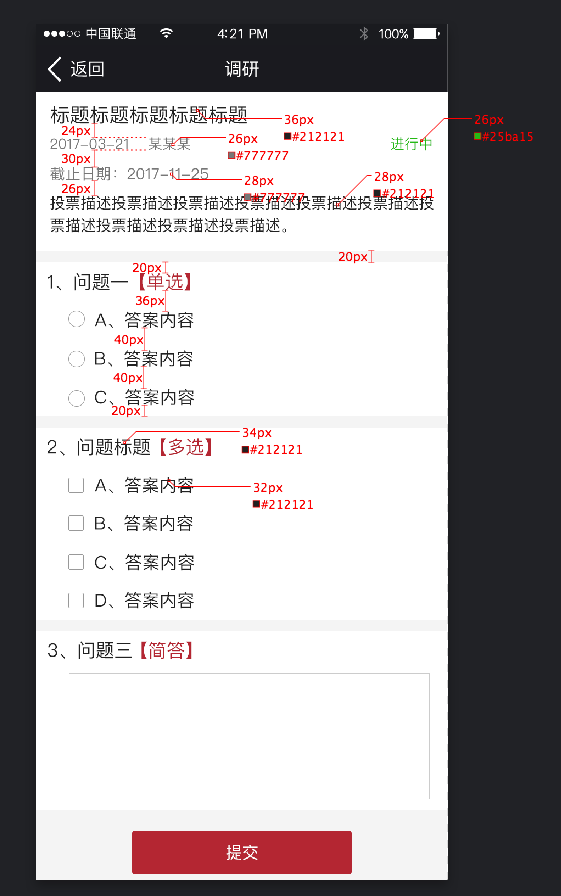 中国联通 4:21 PM 100%
返回 调研
标题标题标题标题标题
36px
#212121
26px
#25ba15
24px
2017-03-21 某某某
26px
#777777
进行中
30px
截止日期：2017-11-25
28px
#777777
28px
#212121
26px
投票描述投票描述投票描述投票描述投票描述投票描述投
票描述投票描述投票描述投票描述。
20px
20px
1、问题一【单选】
36px
A、答案内容
40px
B、答案内容
40px
C、答案内容
20px
34px
#212121
2、问题标题【多选】
A、答案内容
32px
#212121
B、答案内容
C、答案内容
D、答案内容
3、问题三【简答】
提交